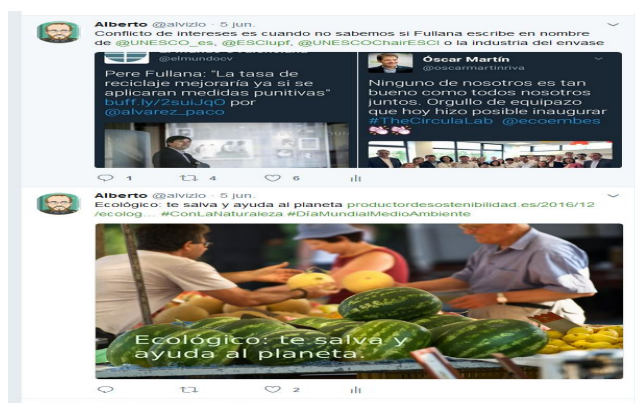 Alberto @alvizlo · 5 jun.
Conflicto de intereses es cuando no sabemos si Fullana escribe en nombre
de @UNESCO_es, @ESCIupf, @UNESCOChairESCI o la industria del envase
@elmundocv
Pere Fullana: "La tasa de
reciclaje mejoraría ya si se
aplicaran medidas punitivas"
buff.ly/2suiJqO por
@alvarez_paco
Óscar Martín
@oscarmartinriva
Ninguno de nosotros es tan
bueno como todos nosotros
juntos. Orgullo de equipazo
que hoy hizo posible inaugurar
#TheCirculaLab @ecoembes
1 4 6
Alberto @alvizlo · 5 jun.
Ecológico: te salva y ayuda al planeta productordesostenibilidad.es/2016/12
/ecolog... #ConLaNaturaleza #DíaMundialMedioAmbiente
Ecológico: te salva y
ayuda al planeta.
2